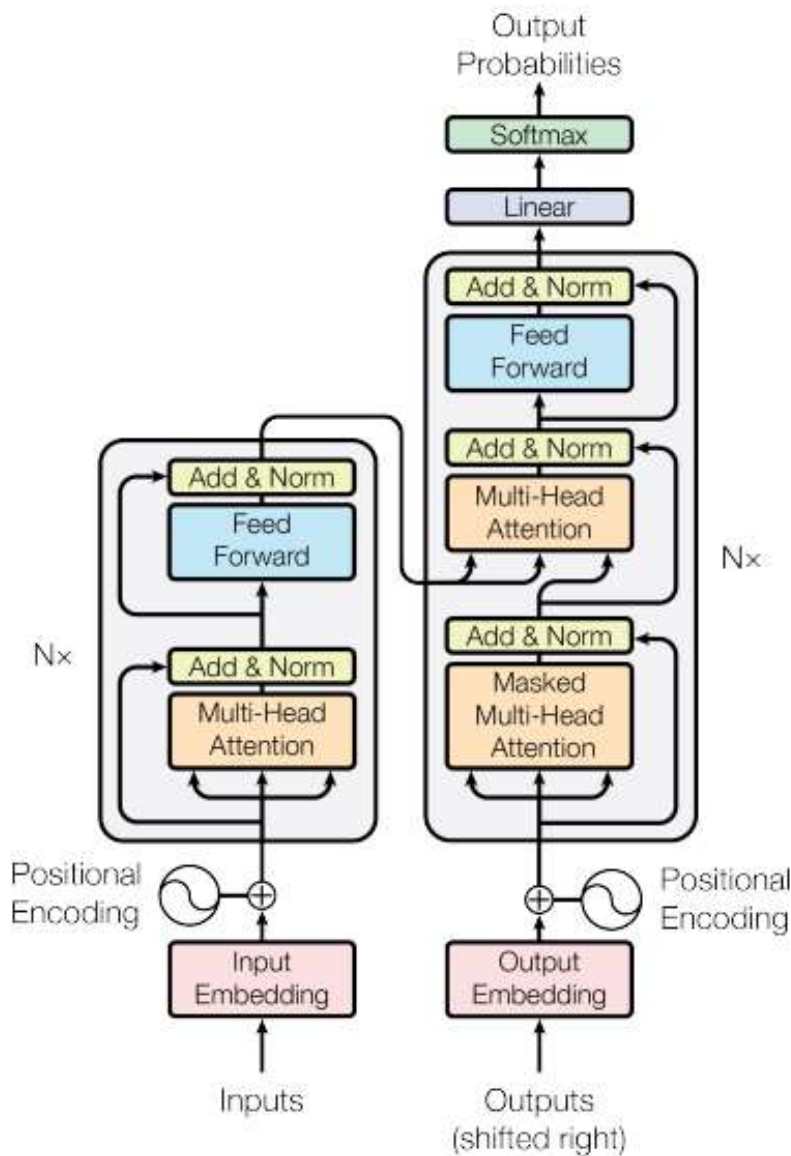 Output
Probabilities
Softmax
Linear
Add & Norm
Feed
Forward
Add & Norm
Multi-Head
Attention
Nx
Add & Norm
Masked
Multi-Head
Attention
Add & Norm
Feed
Forward
Nx
Add & Norm
Multi-Head
Attention
Positional
Encoding
Positional
Encoding
Input
Embedding
Output
Embedding
Inputs
Outputs
(shifted right)